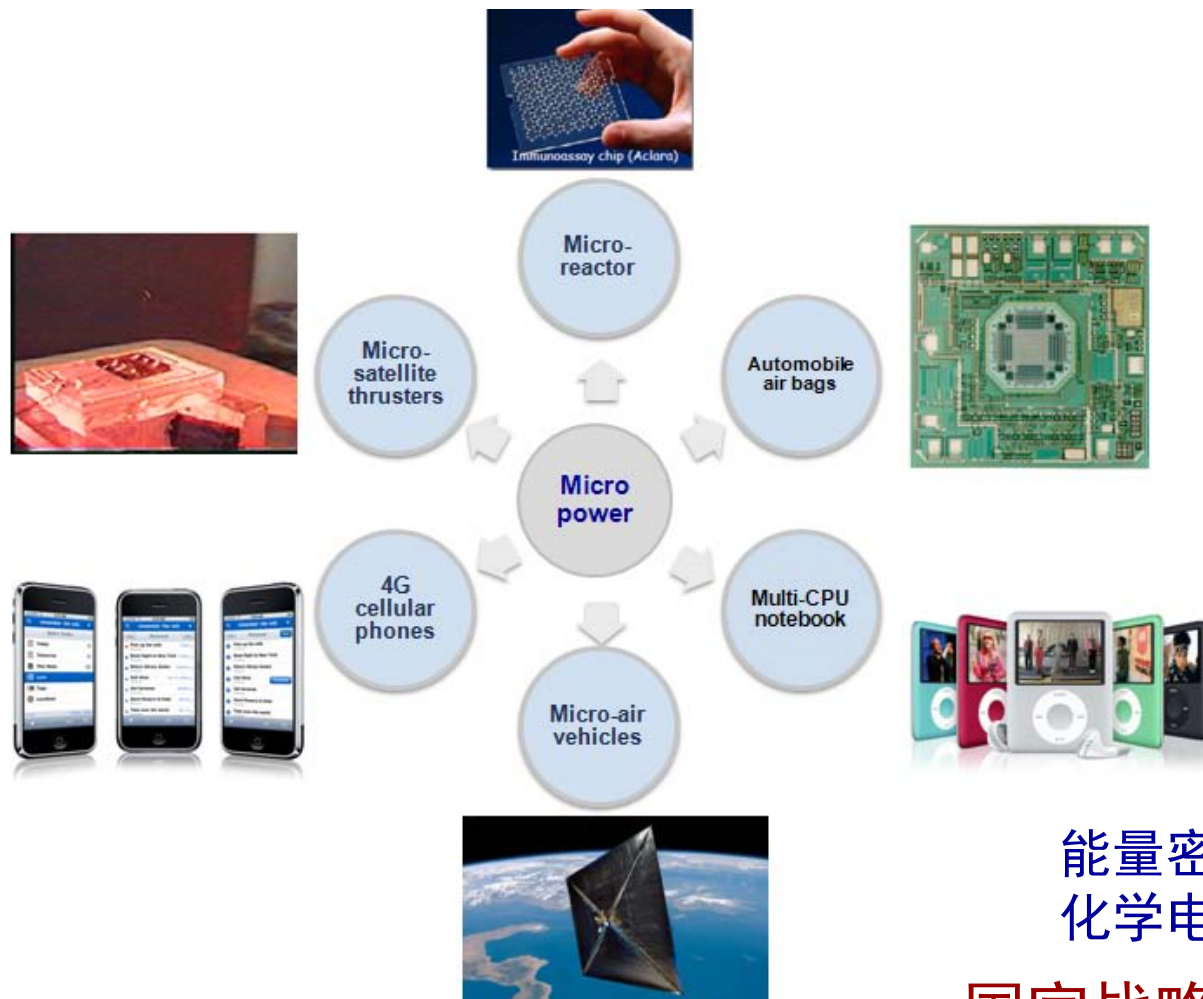 Immunoassay chip (Aclara)
Micro-
reactor
Micro-
satellite
thrusters
Automobile
air bags
Micro
power
4G
cellular
phones
Multi-CPU
notebook
Micro-air
vehicles
能量密
化学电